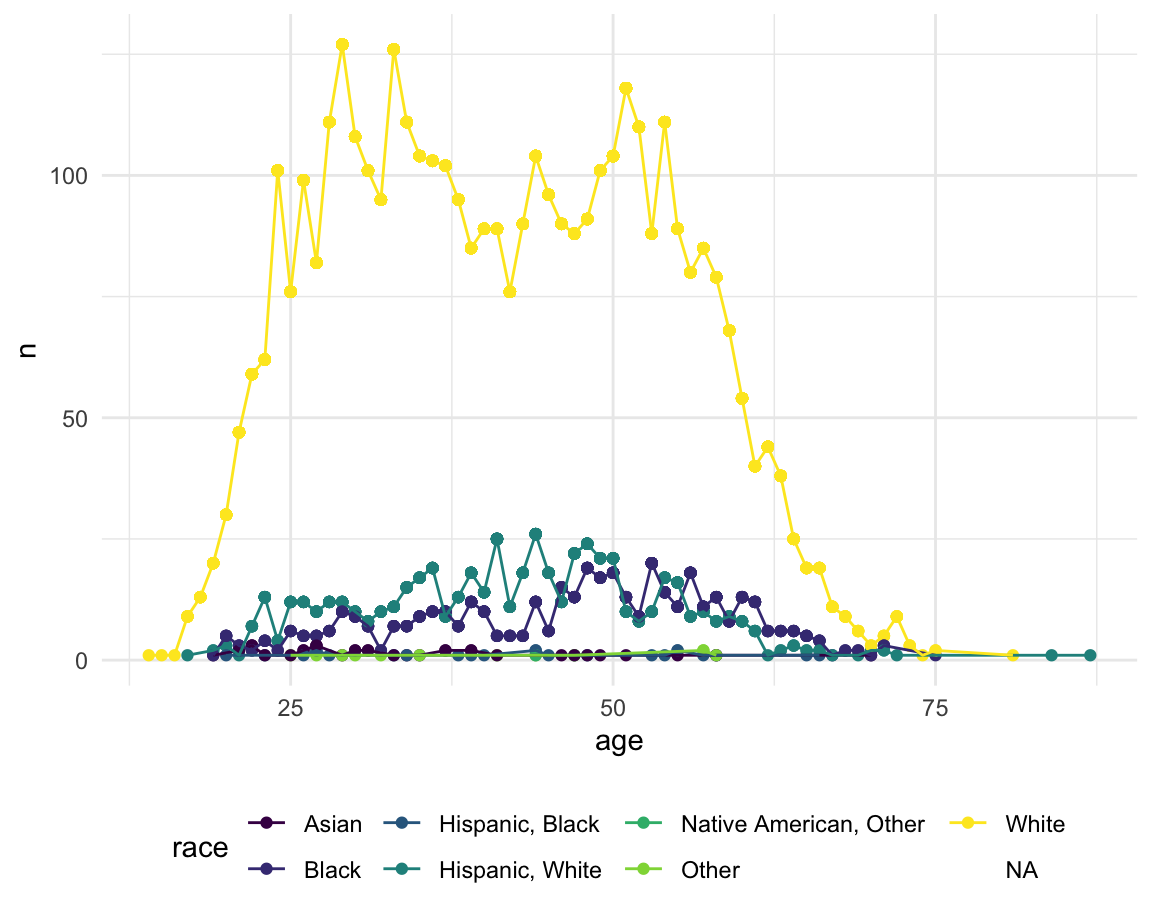 100
50
0
n
25 50 75
age
race
Asian Hispanic, Black Native American, Other White
Black Hispanic, White Other NA